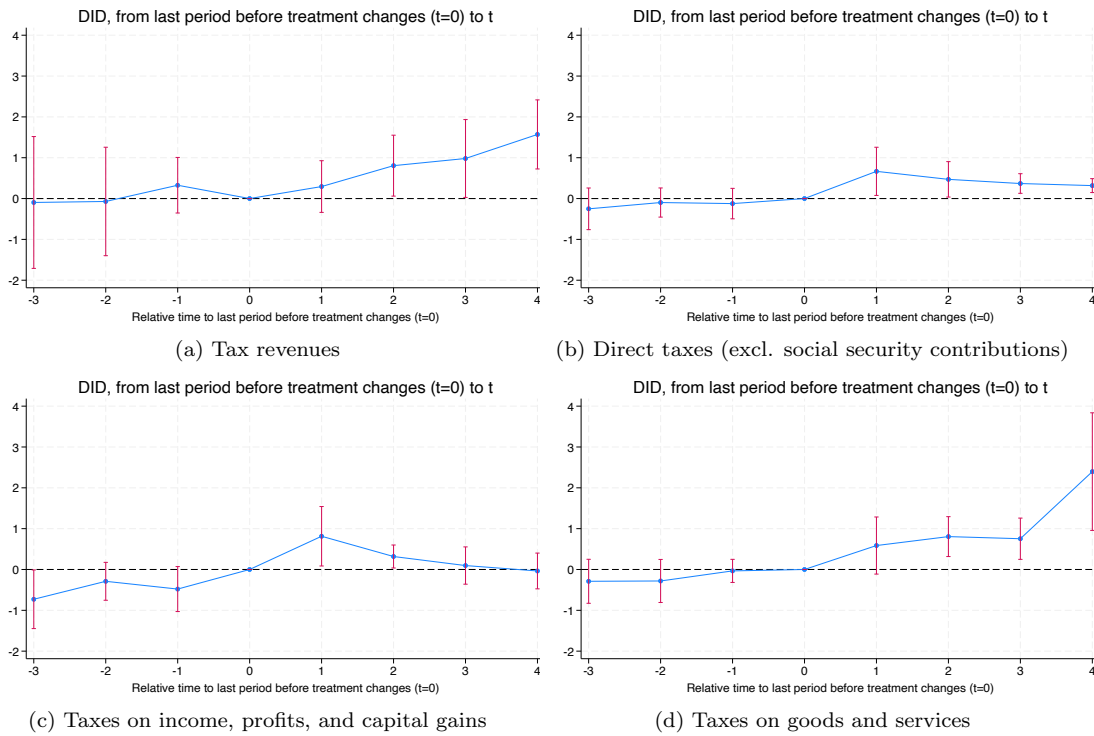 DID, from last period before treatment changes (t=0) to t
4
3
2
1
0
-1
-2
-3 -2 -1 0 1 2 3 4
Relative time to last period before treatment changes (t=0)
(a) Tax revenues
DID, from last period before treatment changes (t=0) to t
4
3
2
1
0
-1
-2
-3 -2 -1 0 1 2 3 4
Relative time to last period before treatment changes (t=0)
(b) Direct taxes (excl. social security contributions)
DID, from last period before treatment changes (t=0) to t
4
3
2
1
0
-1
-2
-3 -2 -1 0 1 2 3 4
Relative time to last period before treatment changes (t=0)
(c) Taxes on income, profits, and capital gains
DID, from last period before treatment changes (t=0) to t
4
3
2
1
0
-1
-2
-3 -2 -1 0 1 2 3 4
Relative time to last period before treatment changes (t=0)
(d) Taxes on goods and services